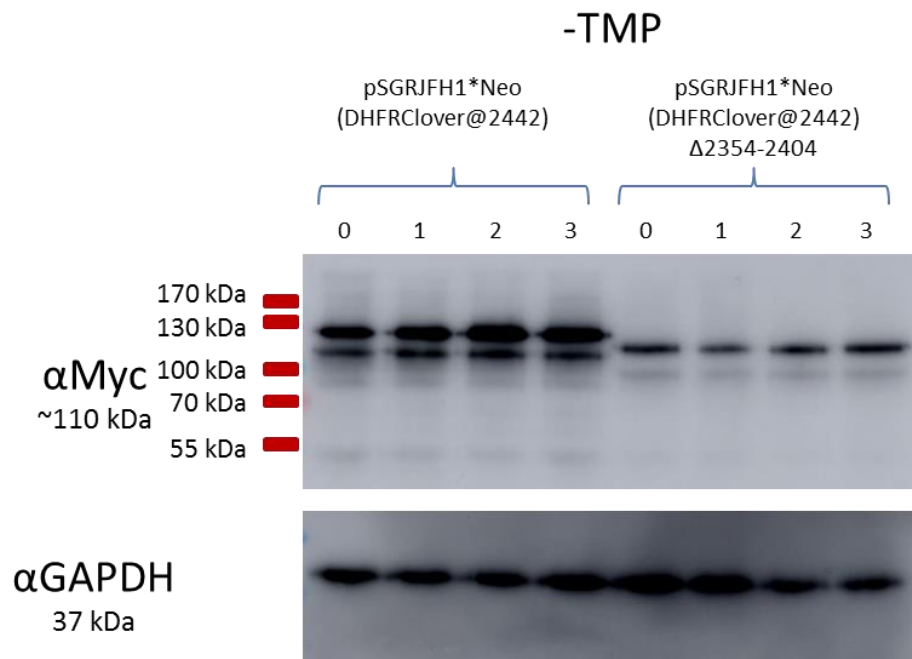 -TMP
pSGRJFH1*Neo
(DHFRClover@2442)
pSGRJFH1*Neo
(DHFRClover@2442)
Δ2354-2404
0 1 2 3 0 1 2 3
170 kDa
130 kDa
100 kDa
70 kDa
55 kDa
αMyc
~110 kDa
αGAPDH
37 kDa